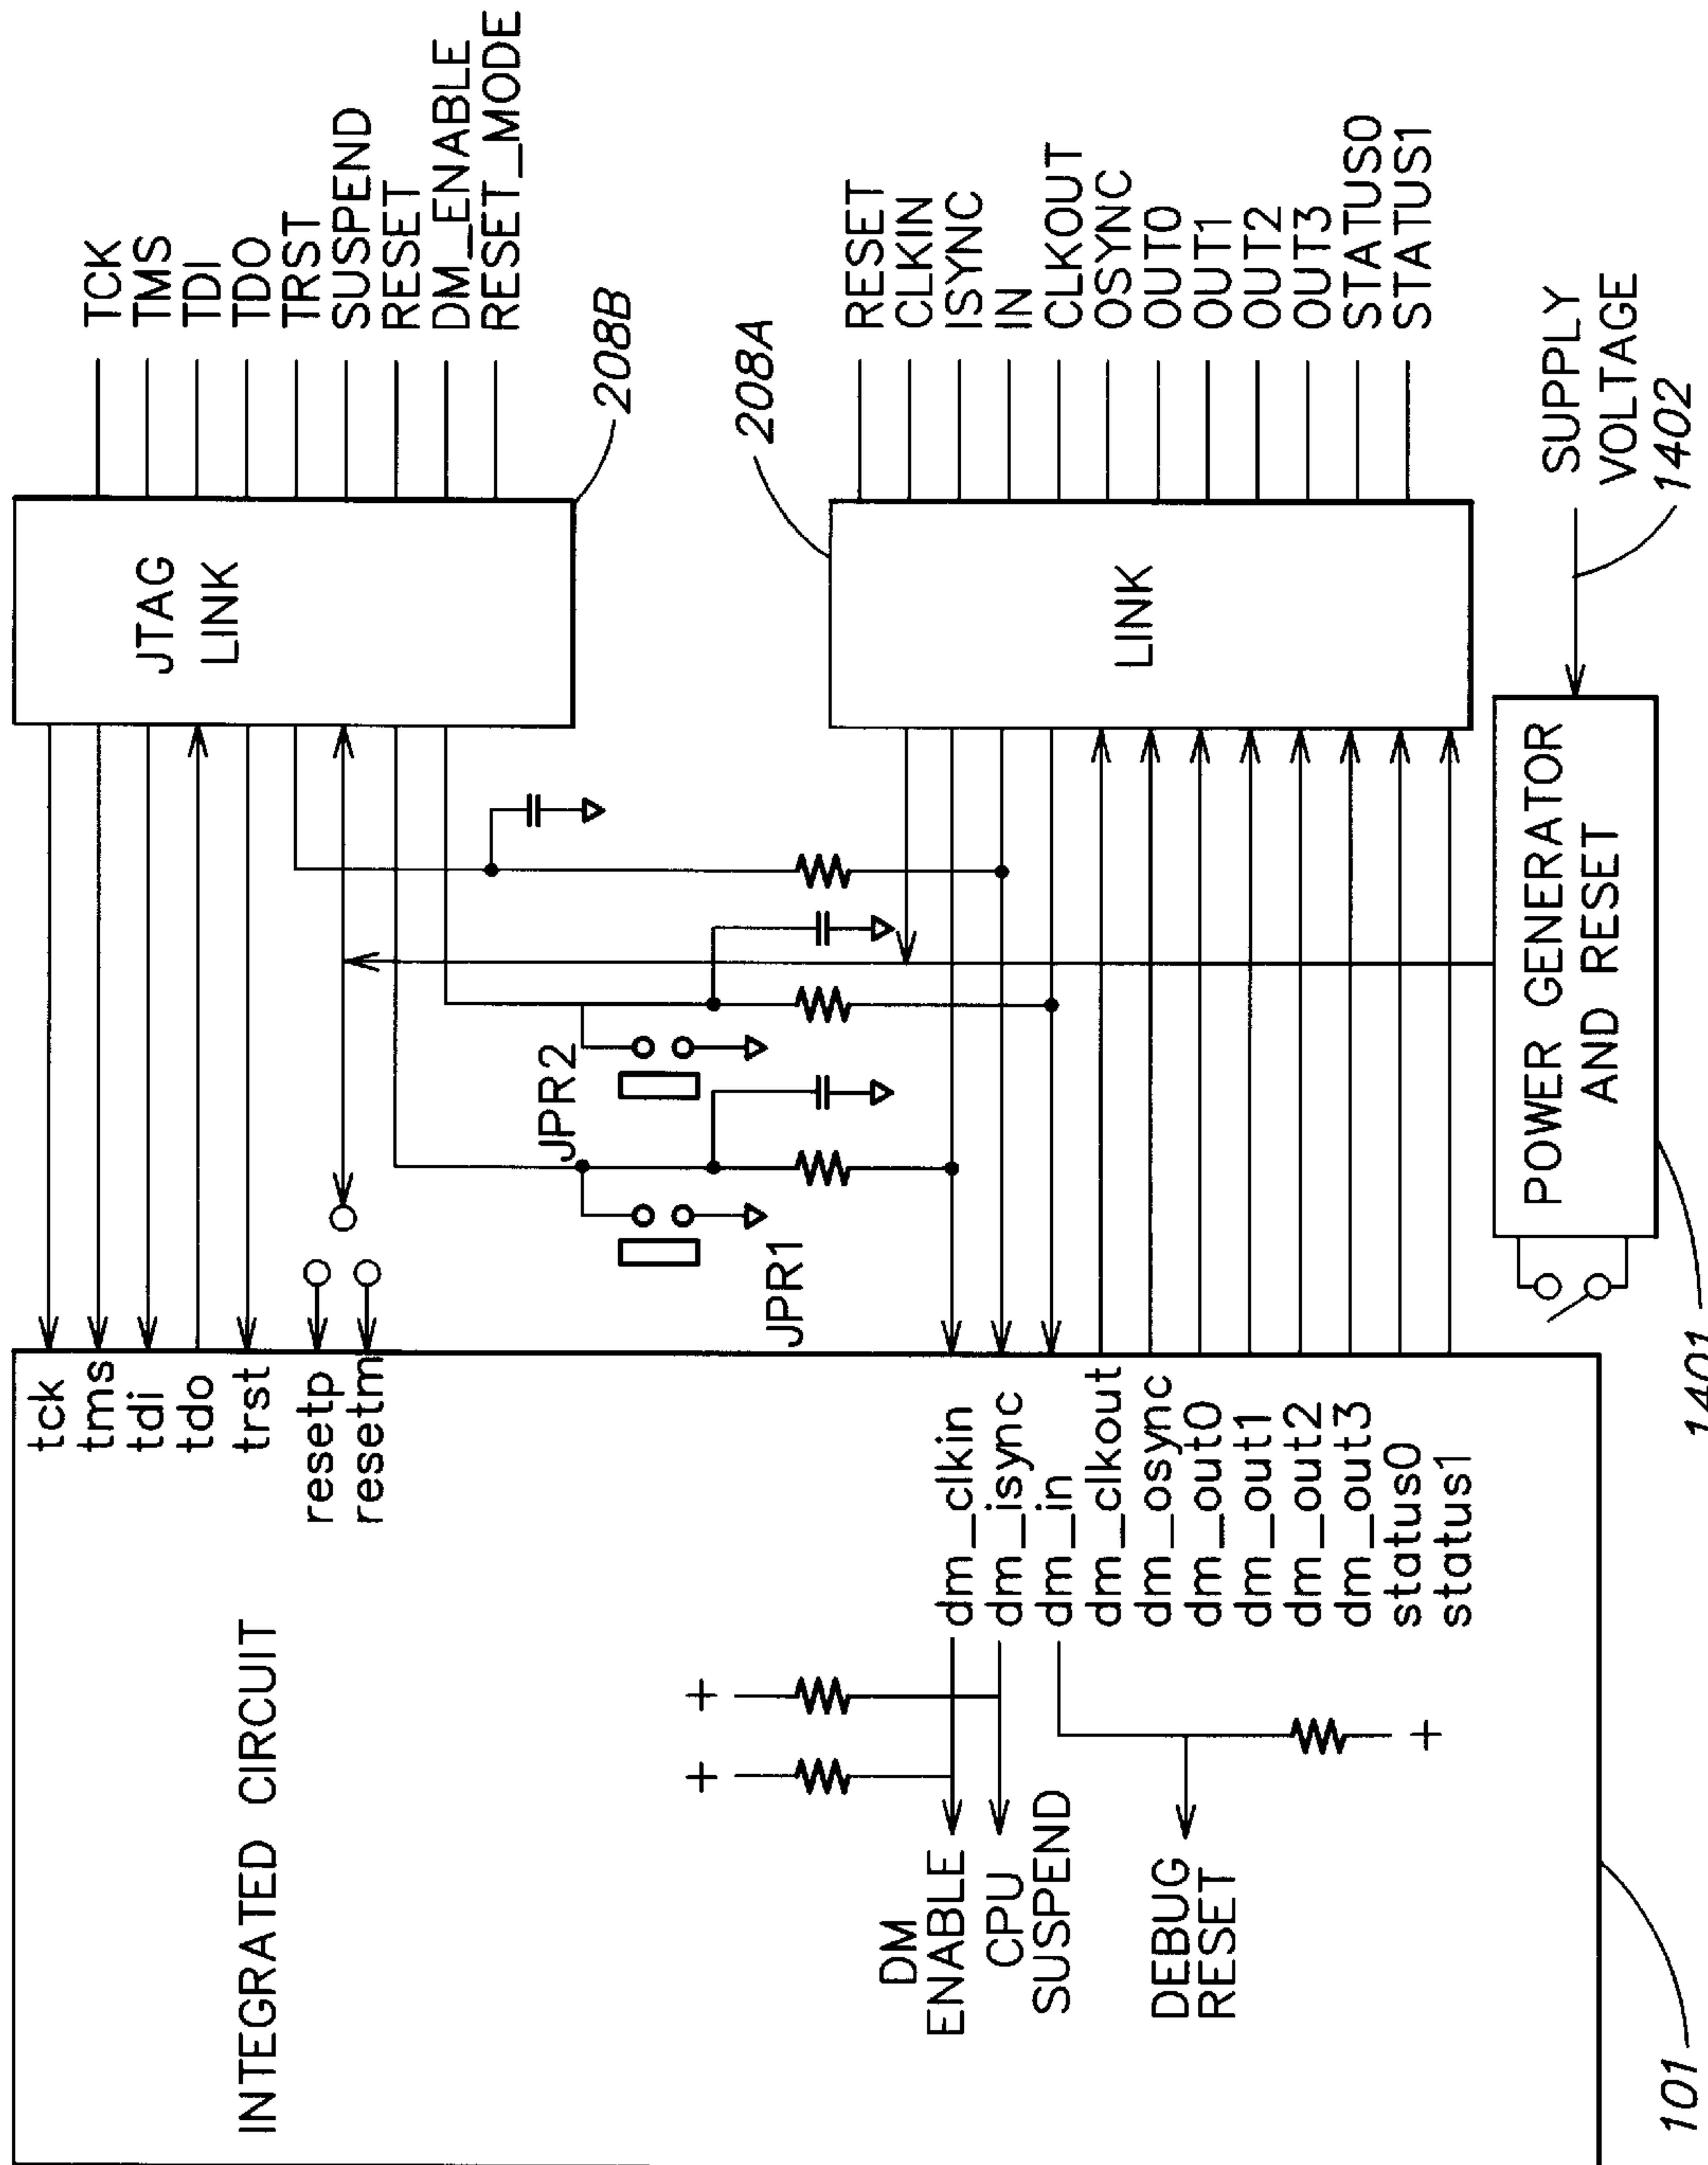 INTEGRATED CIRCUIT
tck
tms
tdi
tdo
trst
resetp
resetm
JTAG
LINK
TCK
TMS
TDI
TDO
TRST
SUSPEND
RESET
DM_ENABLE
RESET_MODE
208B
JPR2
JPR1
208A
DM
ENABLE
CPU
SUSPEND
DEBUG
RESET
dm_clkin
dm_isync
dm_in
dm_clkout
dm_osync
dm_out0
dm_out1
dm_out2
dm_out3
status0
status1
LINK
RESET
CLKIN
ISYNC
IN
CLKOUT
OSYNC
OUT0
OUT1
OUT2
OUT3
STATUS0
STATUS1
POWER GENERATOR
AND RESET
SUPPLY
VOLTAGE
1402
101
1401